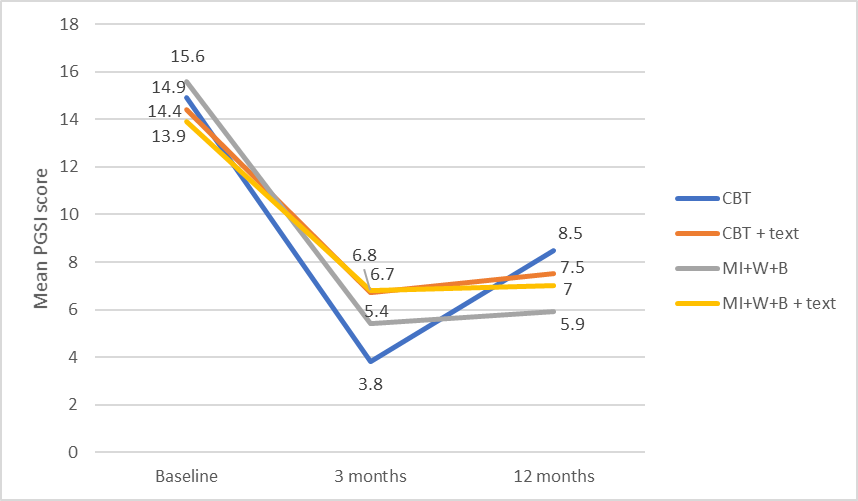 18
16
14
12
10
8
6
4
2
0
Mean PGSI score
15.6
14.9
14.4
13.9
6.8
6.7
5.4
3.8
8.5
7.5
7
5.9
Baseline
3 months
12 months
CBT
CBT + text
MI+W+B
MI+W+B + text